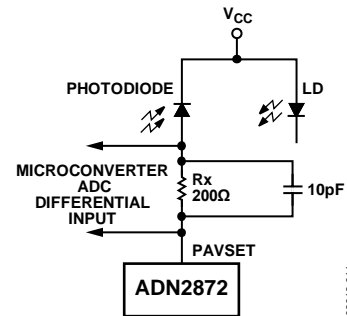 VCC
PHOTODIODE
LD
MICROCONVERTER
ADC
DIFFERENTIAL
INPUT
Rx
200Ω
10pF
PAVSET
ADN2872